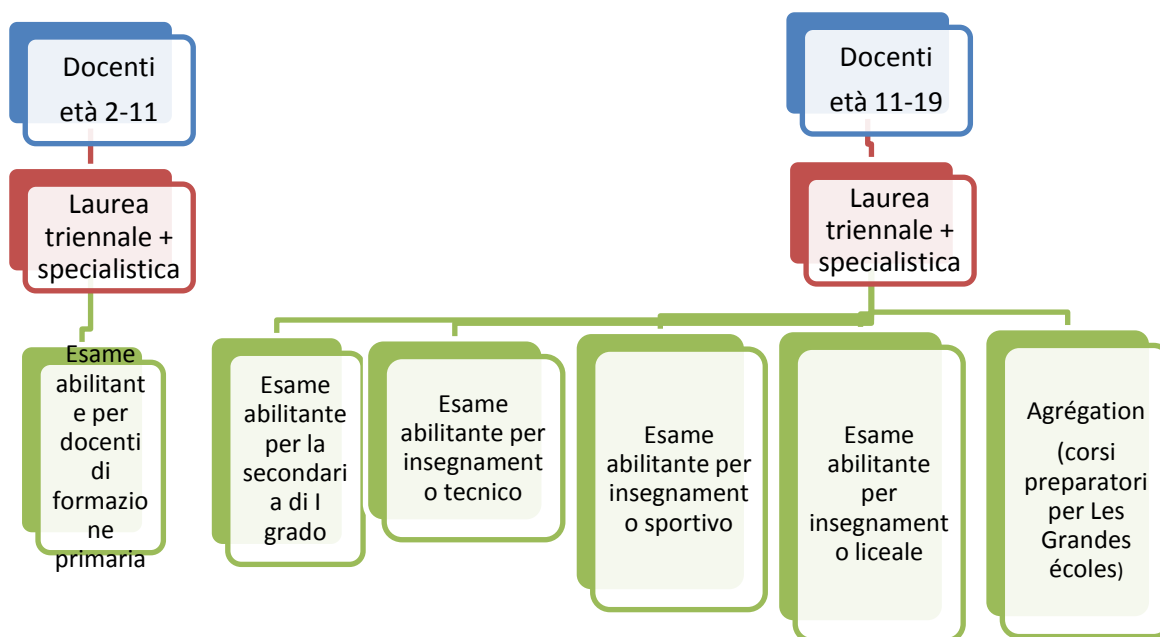 Docenti
età 2-11
Docenti
età 11-19
Laurea
triennale +
specialistica
Laurea
triennale +
specialistica
Esame
abilitant
e per
docenti
di
formazio
ne
primaria
Esame
abilitante
per la
secondari
a di I
grado
Esame
abilitante per
insegnament
o tecnico
Esame
abilitante per
insegnament
o sportivo
Esame
abilitante
per
insegnament
o liceale
Agrégation
(corsi
preparatori
per Les
Grandes
écoles)